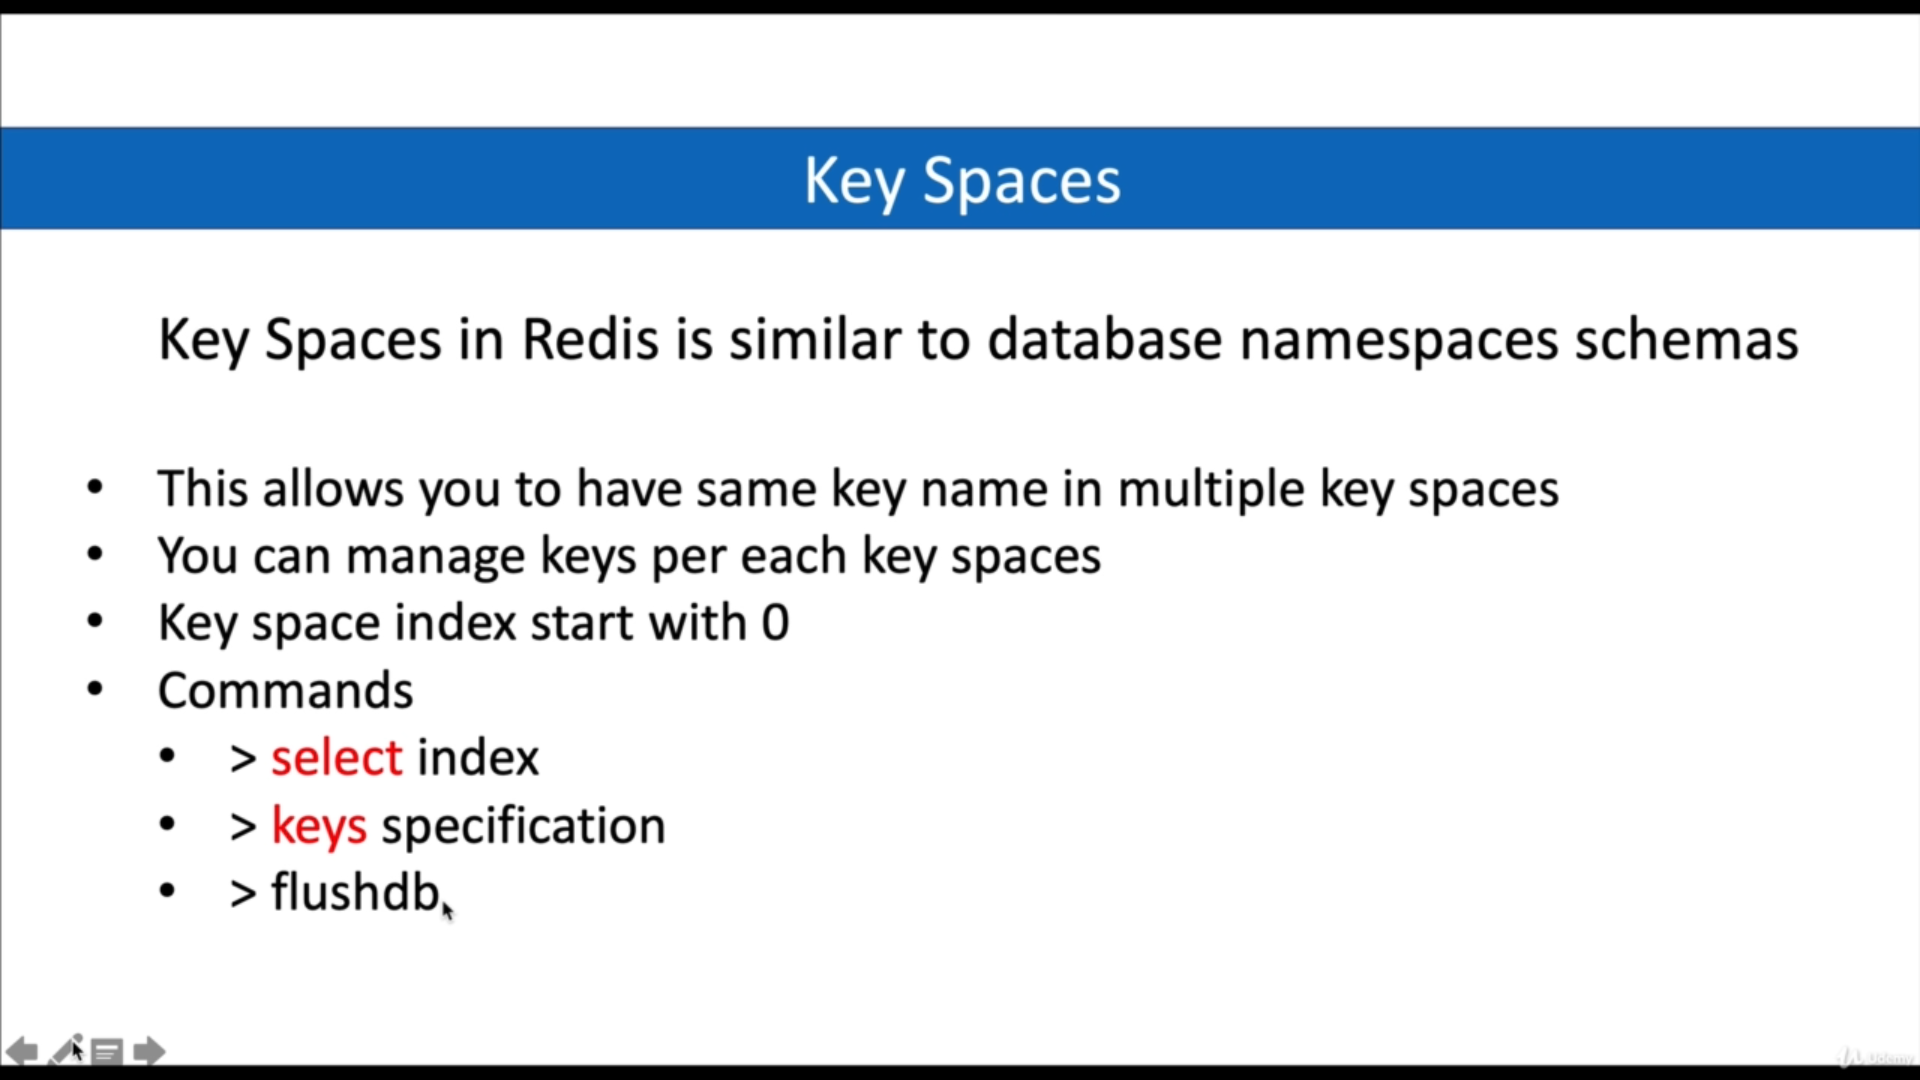 Key Spaces
Key Spaces in Redis is similar to database namespaces schemas
• This allows you to have same key name in multiple key spaces
• You can manage keys per each key spaces
• Key space index start with 0
• Commands
• > select index
• > keys specification
• > flushdb
Udemy